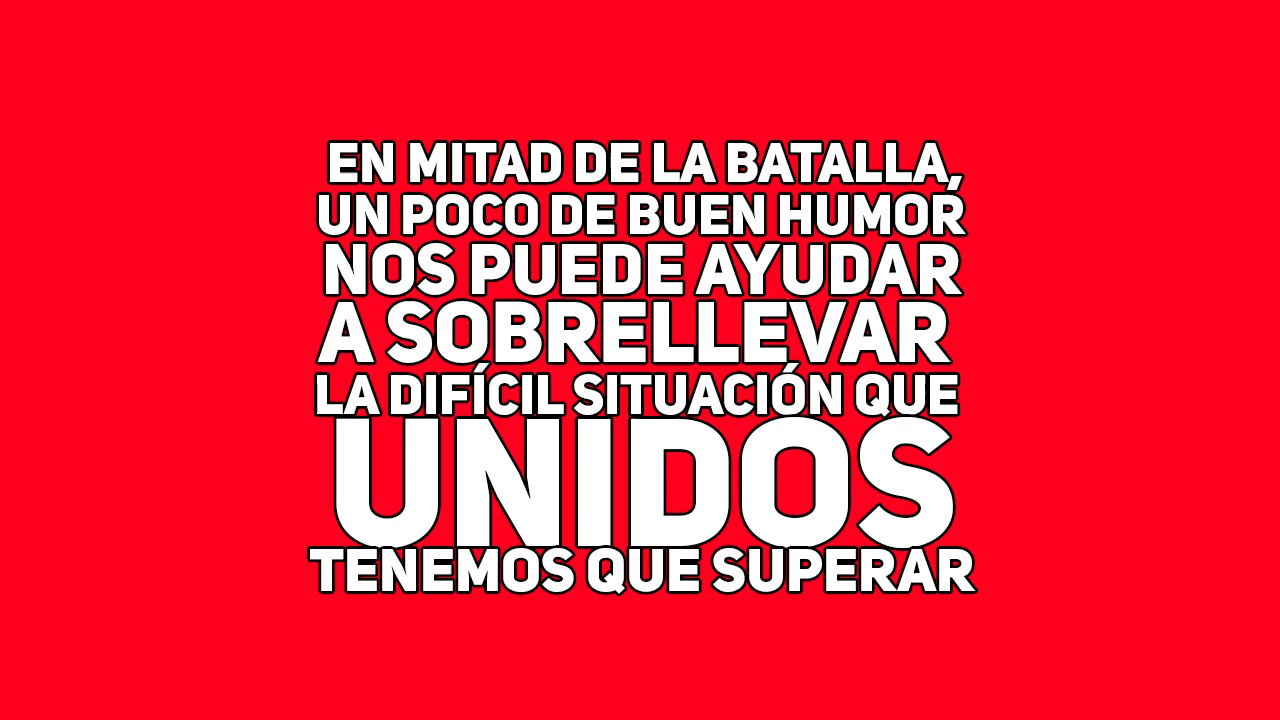 EN MITAD DE LA BATALLA,
UN POCO DE BUEN HUMOR
NOS PUEDE AYUDAR
A SOBRELLEVAR
LA DIFÍCIL SITUACIÓN QUE
UNIDOS
TENEMOS QUE SUPERAR